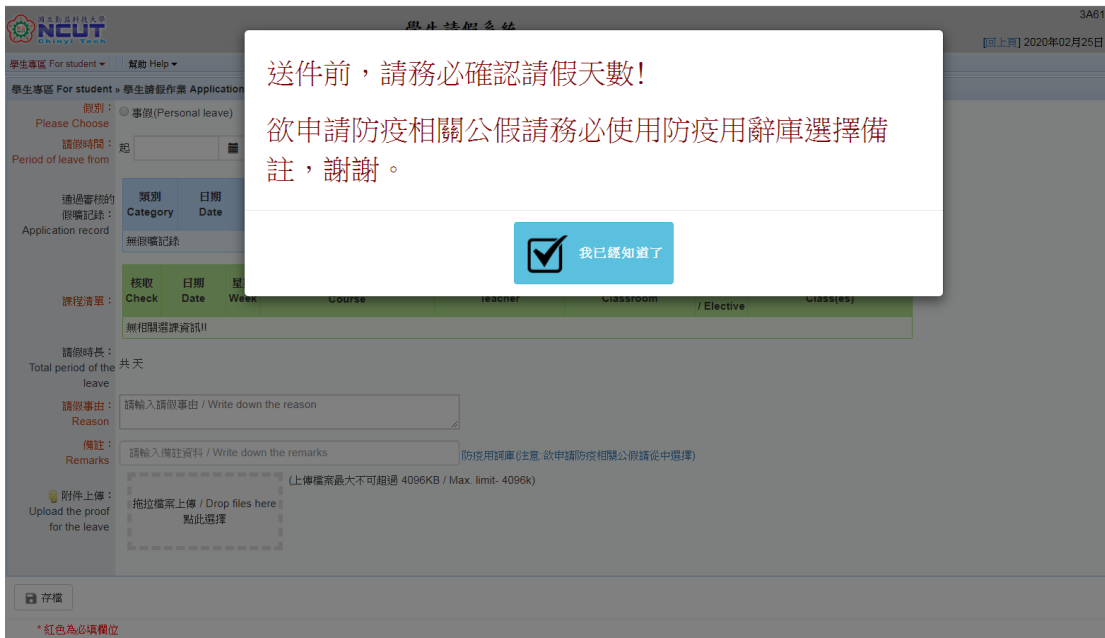 國立勤益科技大學
NCUT
Chinyi Tech
學生請假系統
3A61
[回上頁] 2020年02月25日
學生專區 For student
幫助 Help
學生專區 For student » 學生請假作業 Application
送件前，請務必確認請假天數!
欲申請防疫相關公假請務必使用防疫用辭庫選擇備
註，謝謝。
我已經知道了
假別：
Please Choose
事假(Personal leave)
請假時間：
Period of leave from
起
通過審核的
假曠記錄：
Application record
類別 日期
Category Date
無假曠記錄
課程清單：
核取 日期
Check Date Week Course Teacher Classroom / Elective Class(es)
無相關選課資訊!!
請假時長：
Total period of the
leave
共 天
請假事由：
Reason
請輸入請假事由 / Write down the reason
備註：
Remarks
請輸入備註資料 / Write down the remarks
防疫用詞庫(注意:欲申請防疫相關公假請從中選擇)
附件上傳：
Upload the proof
for the leave
拖拉檔案上傳 / Drop files here
點此選擇
(上傳檔案最大不可超過 4096KB / Max. limit- 4096k)
存檔
*紅色為必填欄位